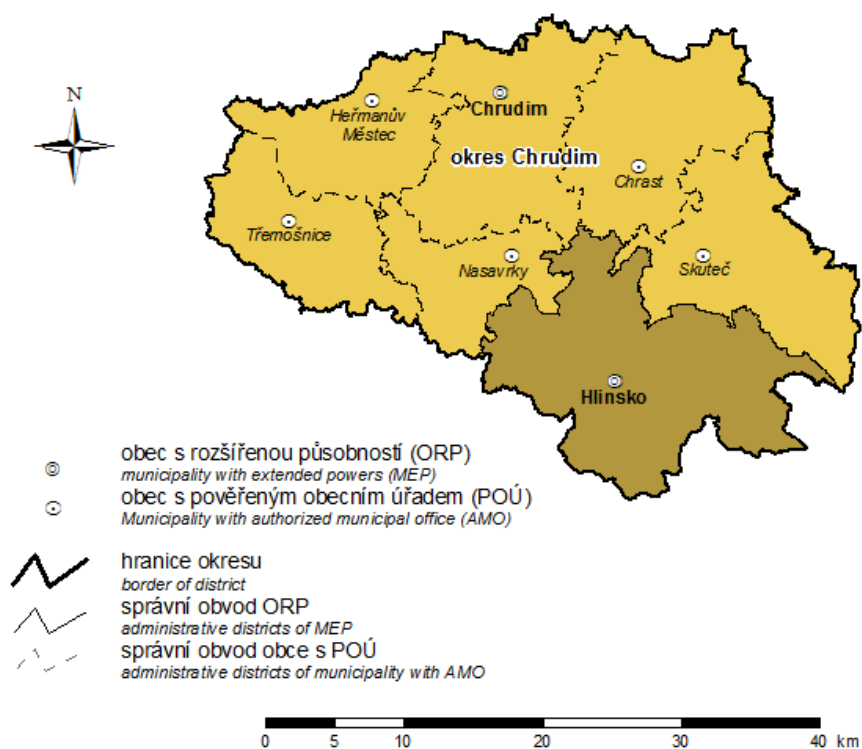 N
Heřmanův
Městec
Chrudim
okres Chrudim
Chrast
Třemošnice
Nasavrky
Skuteč
Hlinsko
obec s rozšířenou působností (ORP)
municipality with extended powers (MEP)
obec s pověřeným obecním úřadem (POÚ)
Municipality with authorized municipal office (AMO)
hranice okresu
border of district
správní obvod ORP
administrative districts of MEP
správní obvod obce s POÚ
administrative districts of municipality with AMO
0 5 10 20 30 40 km